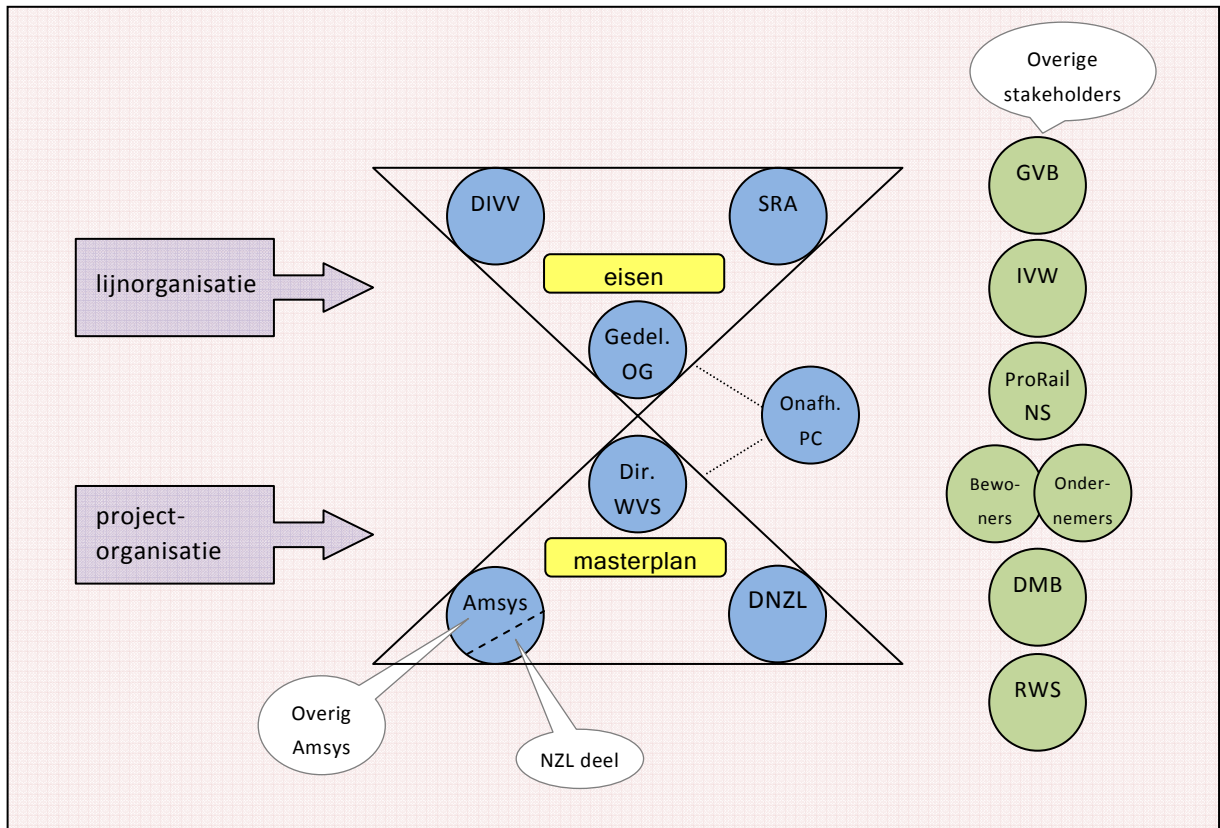 Overige
stakeholders
GVB
DIVV
SRA
lijnorganisatie
eisen
IVW
Gedel.
OG
ProRail
NS
Onafh.
PC
Dir.
WVS
Bewo-
ners
Onder-
nemers
project-
organisatie
masterplan
Amsys
DNZL
DMB
RWS
Overig
Amsys
NZL deel